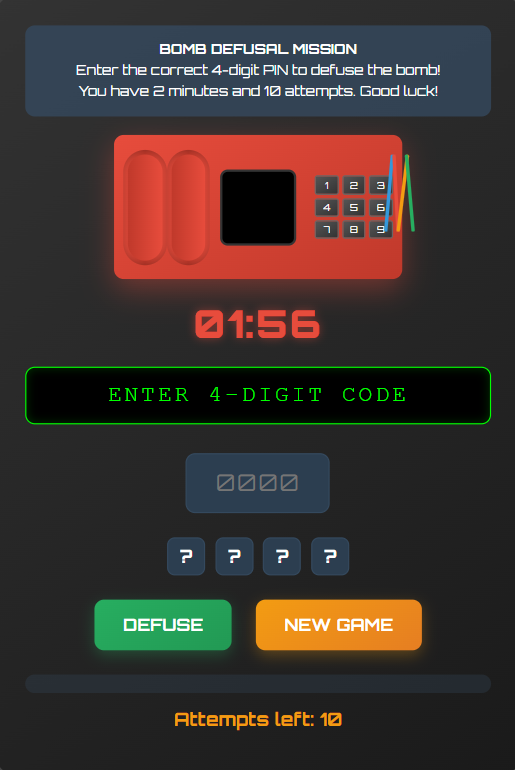 BOMB DEFUSAL MISSION
Enter the correct 4-digit PIN to defuse the bomb!
You have 2 minutes and 10 attempts. Good luck!
1 2 3
4 5 6
7 8 9
01:56
ENTER 4-DIGIT CODE
0000
? ? ? ?
DEFUSE NEW GAME
Attempts left: 10